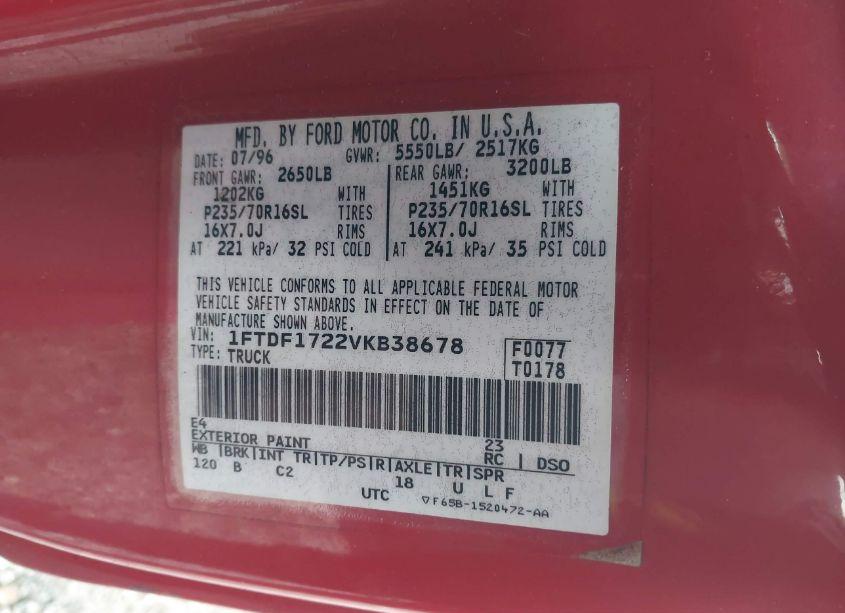 MFD. BY FORD MOTOR CO. IN U.S.A.
DATE: 07/96 GVWR: 5550LB/ 2517KG
FRONT GAWR: 2650LB REAR GAWR: 3200LB
1202KG WITH 1451KG WITH
P235/70R16SL TIRES P235/70R16SL TIRES
16X7.0J RIMS 16X7.0J RIMS
AT 221 kPa/ 32 PSI COLD AT 241 kPa/ 35 PSI COLD
THIS VEHICLE CONFORMS TO ALL APPLICABLE FEDERAL MOTOR
VEHICLE SAFETY STANDARDS IN EFFECT ON THE DATE OF
MANUFACTURE SHOWN ABOVE.
VIN: 1FTDF1722VKB38678 F0077
TYPE: TRUCK T0178
E4 23
EXTERIOR PAINT RC DSO
WB BRK INT TR TP/PS R AXLE TR SPR
120 B C2 18 U L F
UTC ▽F65B-1520472-AA